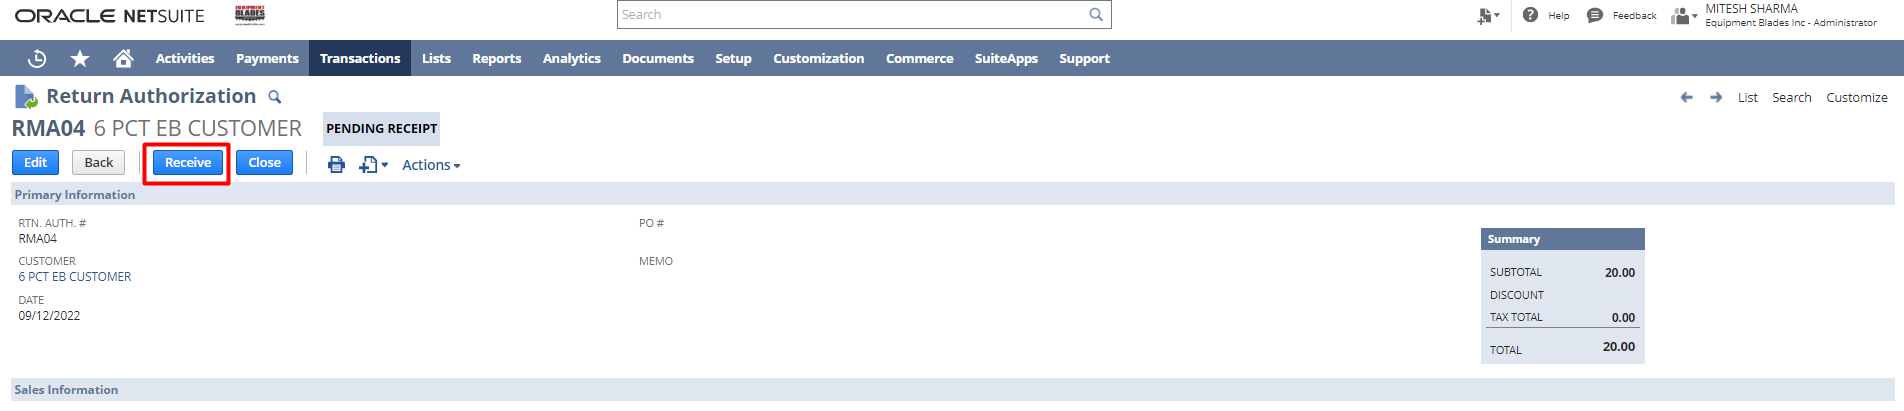 ORACLE NETSUITE
EQUIPMENT
BLADES
Search
Help
Feedback
MITESH SHARMA
Equipment Blades Inc - Administrator
Activities Payments Transactions Lists Reports Analytics Documents Setup Customization Commerce SuiteApps Support
Return Authorization
List Search Customize
RMA04 6 PCT EB CUSTOMER PENDING RECEIPT
Edit Back Receive Close Actions
Primary Information
RTN. AUTH. #
RMA04
CUSTOMER
6 PCT EB CUSTOMER
DATE
09/12/2022
PO #
MEMO
Summary
SUBTOTAL 20.00
DISCOUNT
TAX TOTAL 0.00
TOTAL 20.00
Sales Information